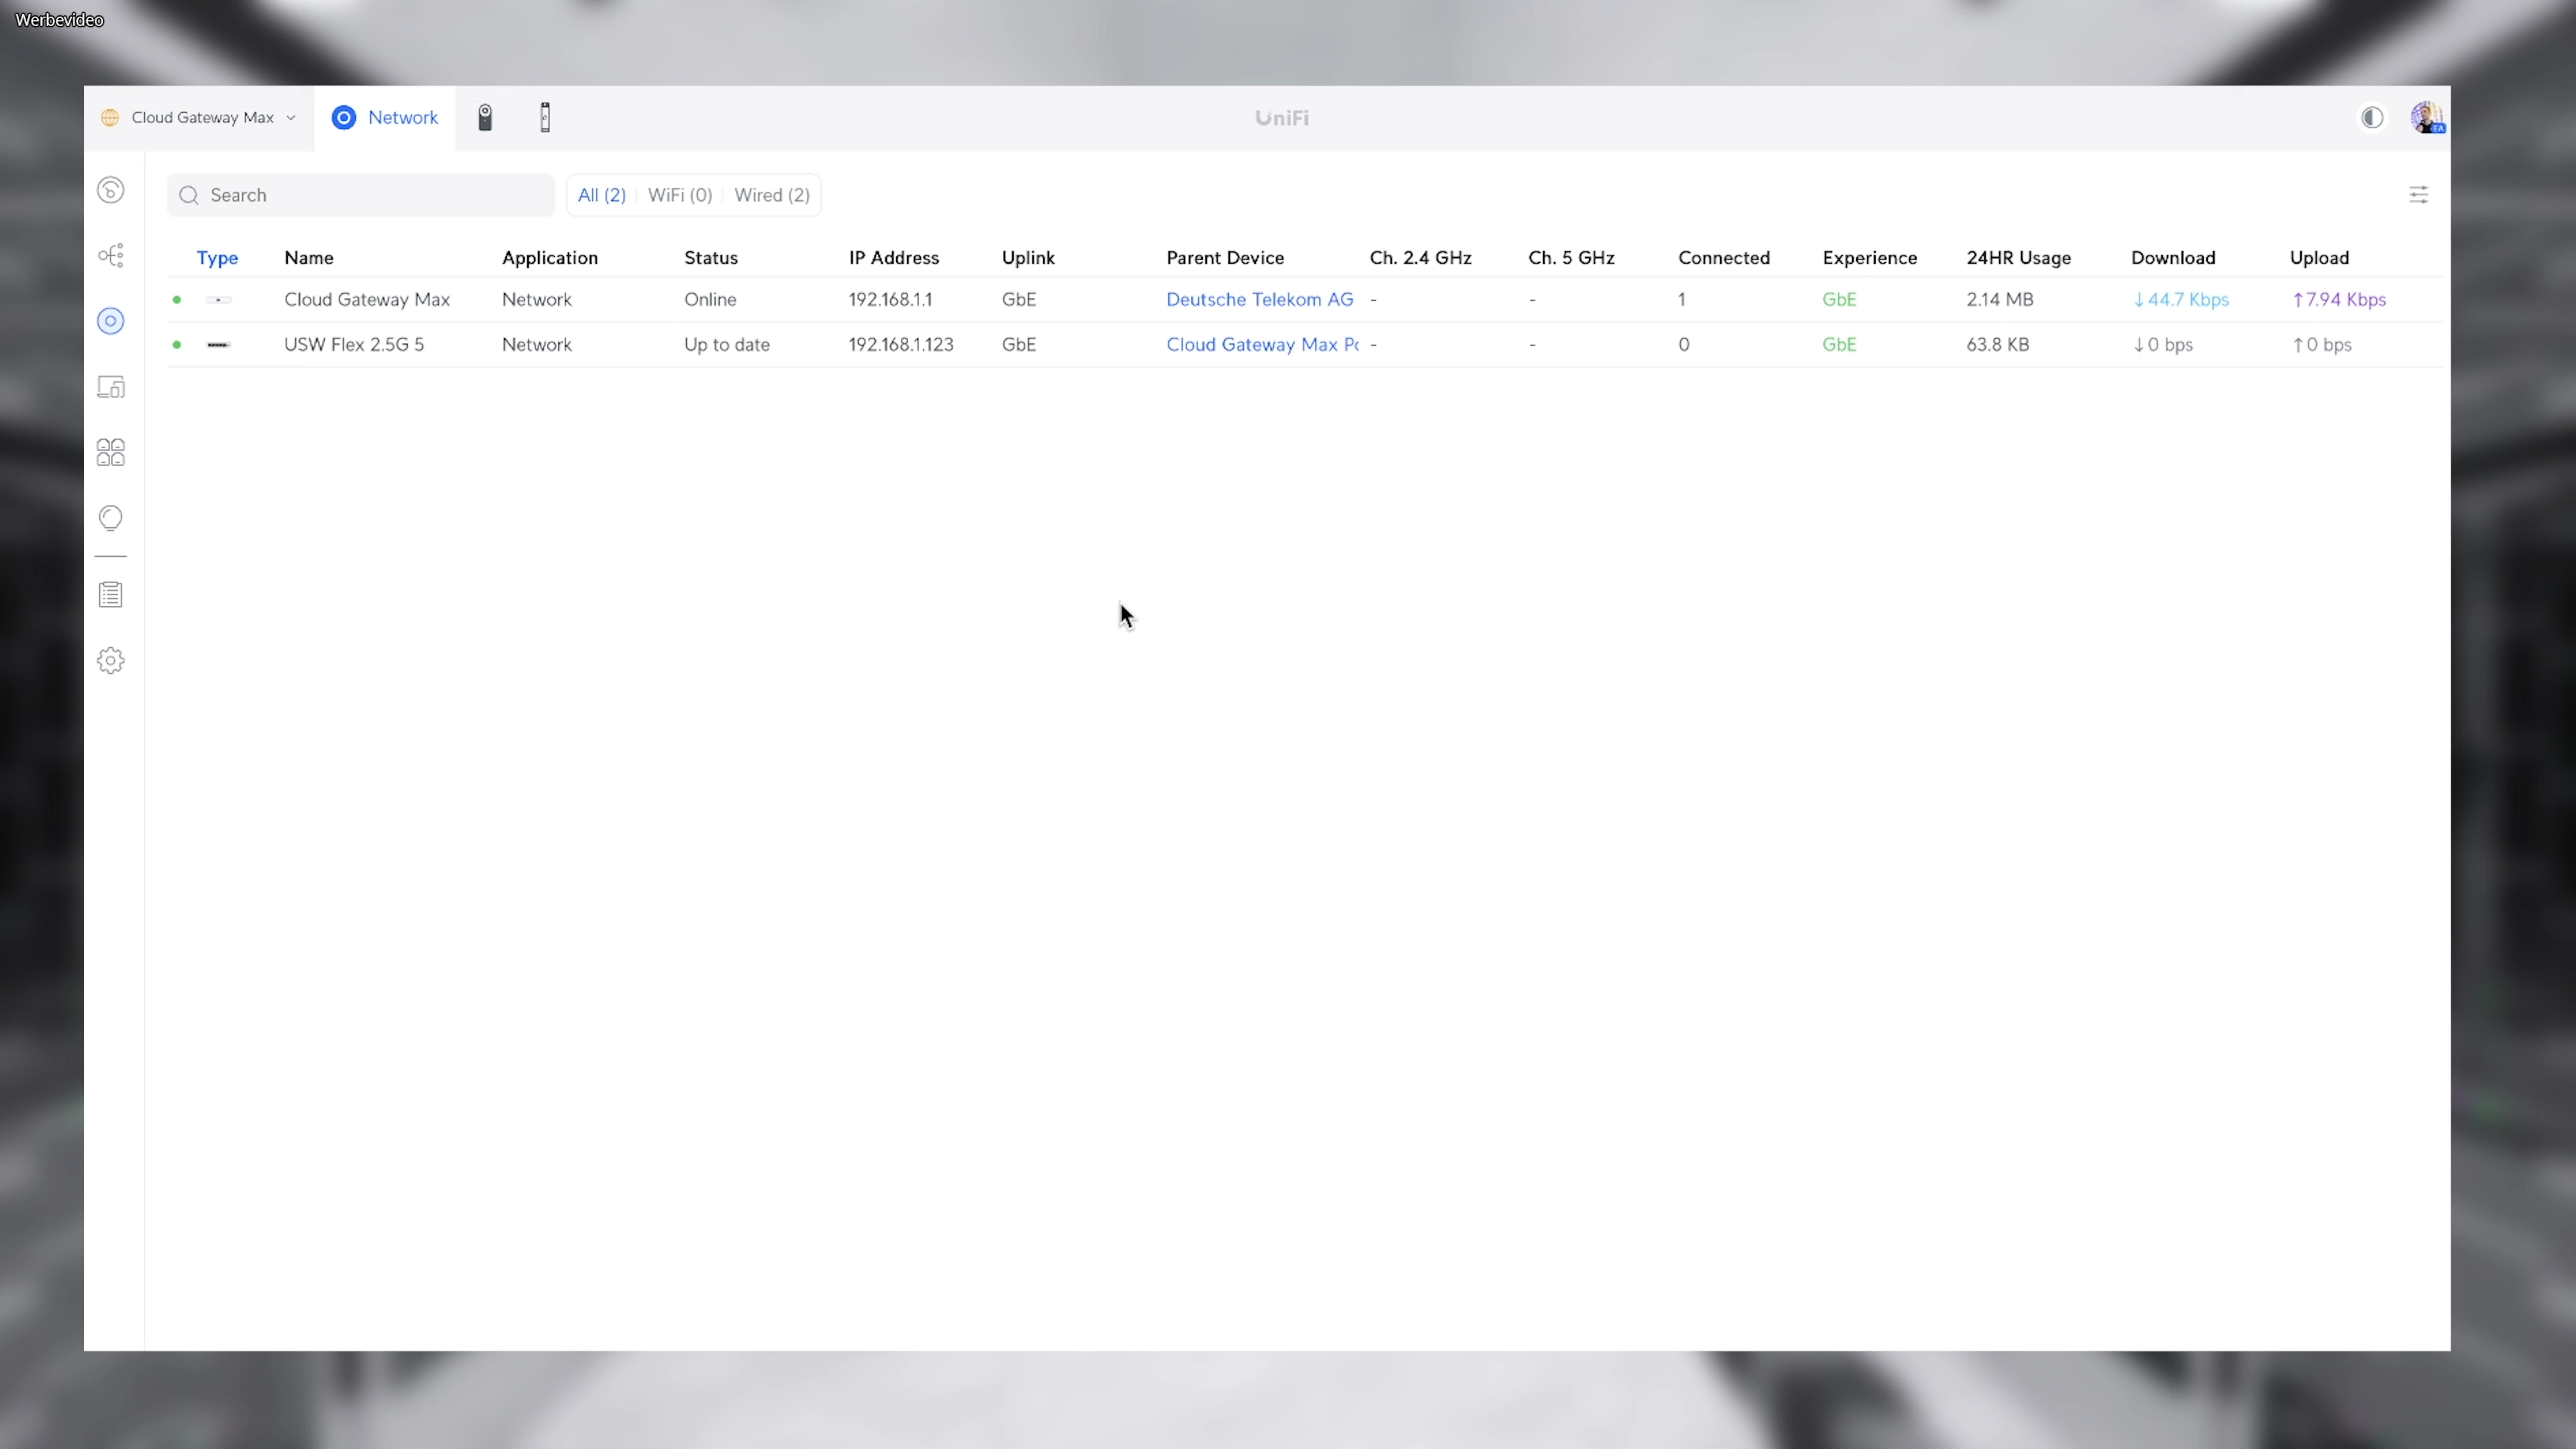 Werbevideo
Cloud Gateway Max Network UniFi EA
Search All (2) WiFi (0) Wired (2)
Type Name Application Status IP Address Uplink Parent Device Ch. 2.4 GHz Ch. 5 GHz Connected Experience 24HR Usage Download Upload
Cloud Gateway Max Network Online 192.168.1.1 GbE Deutsche Telekom AG - - 1 GbE 2.14 MB ↓44.7 Kbps ↑7.94 Kbps
USW Flex 2.5G 5 Network Up to date 192.168.1.123 GbE Cloud Gateway Max Po - - 0 GbE 63.8 KB ↓0 bps ↑0 bps